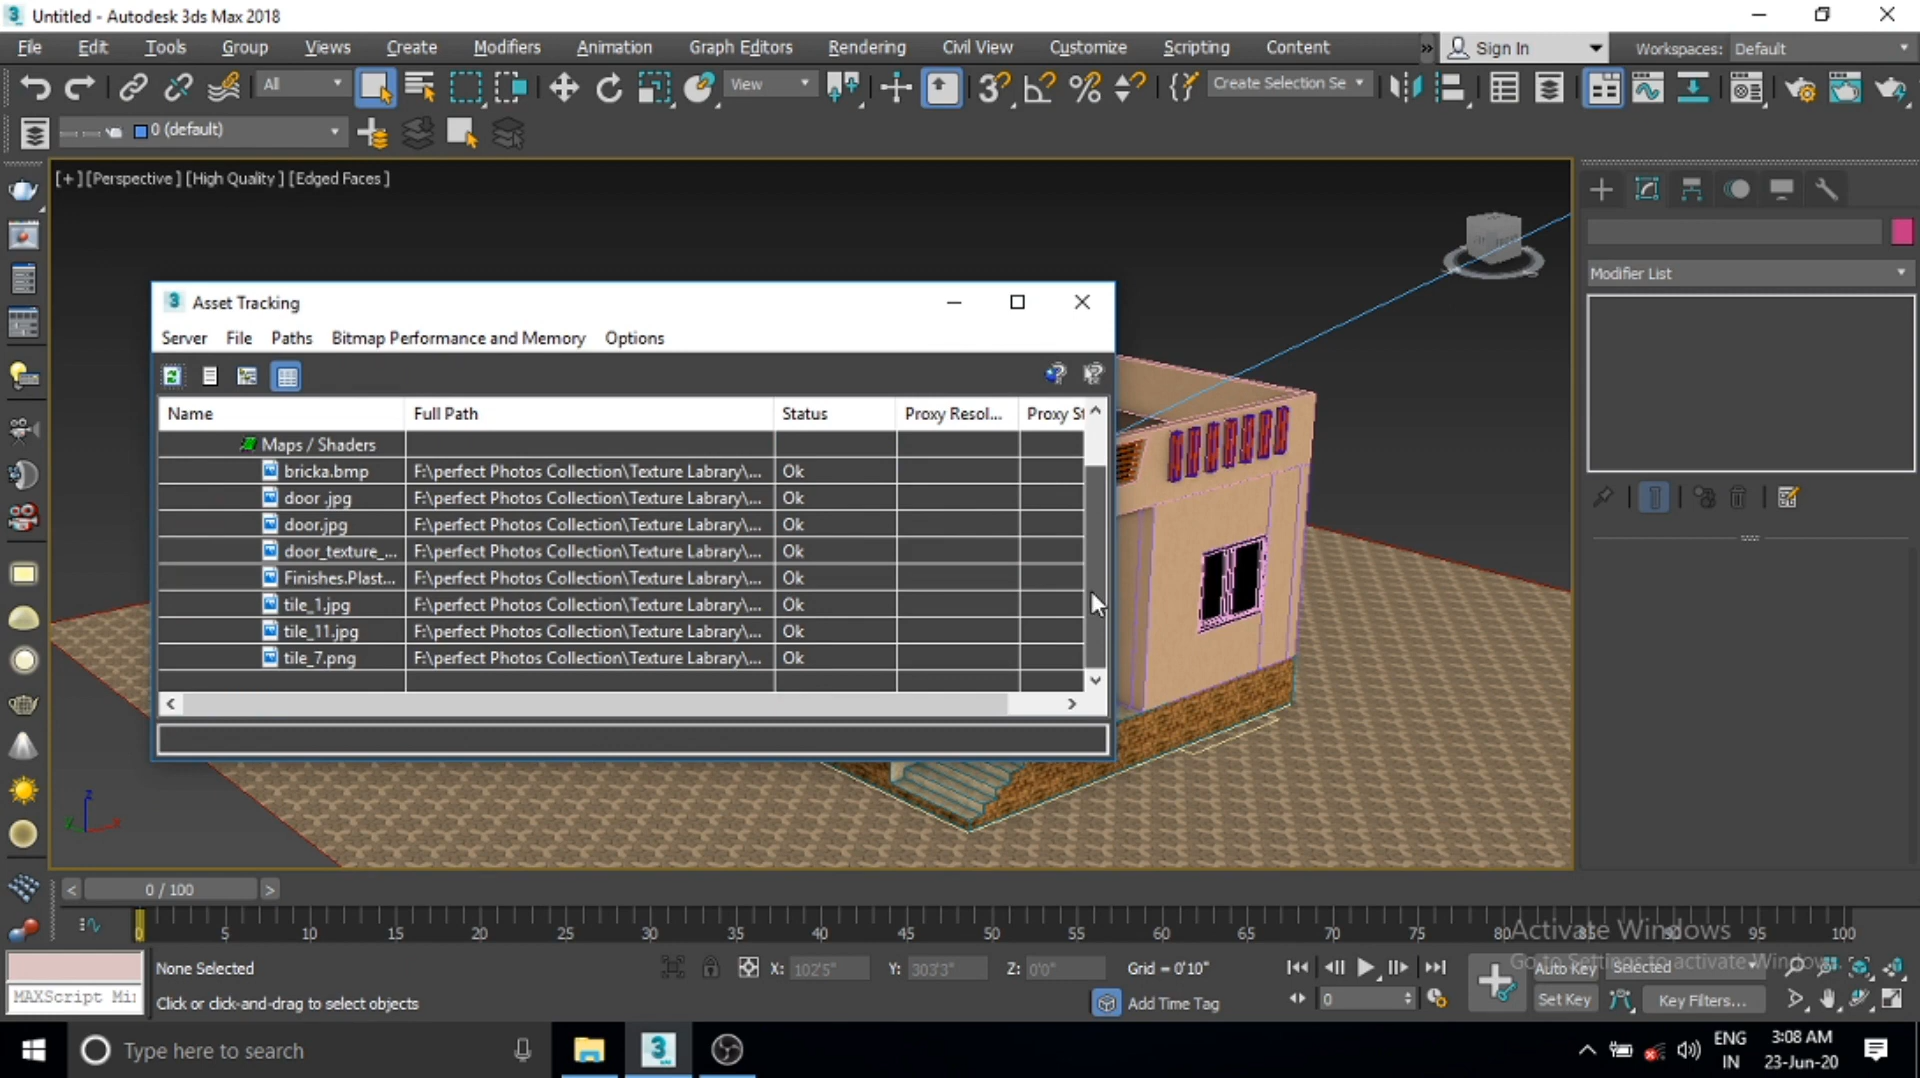 Untitled - Autodesk 3ds Max 2018
File Edit Tools Group Views Create Modifiers Animation Graph Editors Rendering Civil View Customize Scripting Content » Sign In Workspaces: Default
All View Create Selection Se
0 (default)
[+] [Perspective ] [High Quality ] [Edged Faces ]
Modifier List
Asset Tracking
Server File Paths Bitmap Performance and Memory Options
Name Full Path Status Proxy Resol... Proxy St
Maps / Shaders
bricka.bmp F:\perfect Photos Collection\Texture Labrary\... Ok
door .jpg F:\perfect Photos Collection\Texture Labrary\... Ok
door.jpg F:\perfect Photos Collection\Texture Labrary\... Ok
door_texture_... F:\perfect Photos Collection\Texture Labrary\... Ok
Finishes.Plast... F:\perfect Photos Collection\Texture Labrary\... Ok
tile_1.jpg F:\perfect Photos Collection\Texture Labrary\... Ok
tile_11.jpg F:\perfect Photos Collection\Texture Labrary\... Ok
tile_7.png F:\perfect Photos Collection\Texture Labrary\... Ok
z
y x
< 0 / 100 >
0 5 10 15 20 25 30 35 40 45 50 55 60 65 70 75 80 85 90 95 100
Activate Windows
Go to Settings to activate Windows.
None Selected X: 102'5" Y: 303'3" Z: 0'0" Grid = 0'10" Auto Key Selected
MAXScript Mi
Click or click-and-drag to select objects Add Time Tag 0 Set Key Key Filters...
Type here to search
ENG 3:08 AM
IN 23-Jun-20